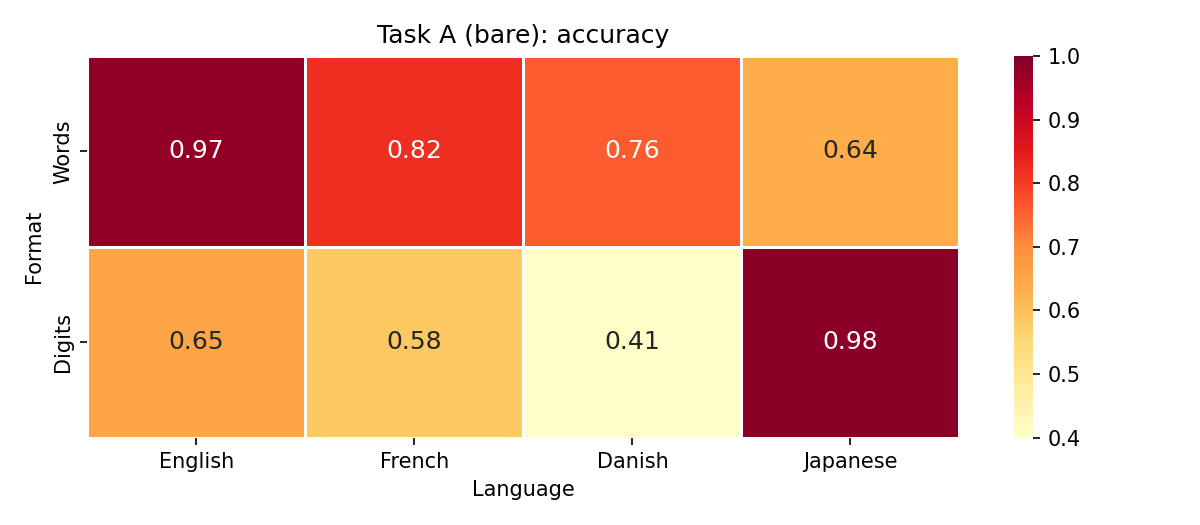 Task A (bare): accuracy
Format
Words
0.97 0.82 0.76 0.64
Digits
0.65 0.58 0.41 0.98
English French Danish Japanese
Language
1.0
0.9
0.8
0.7
0.6
0.5
0.4